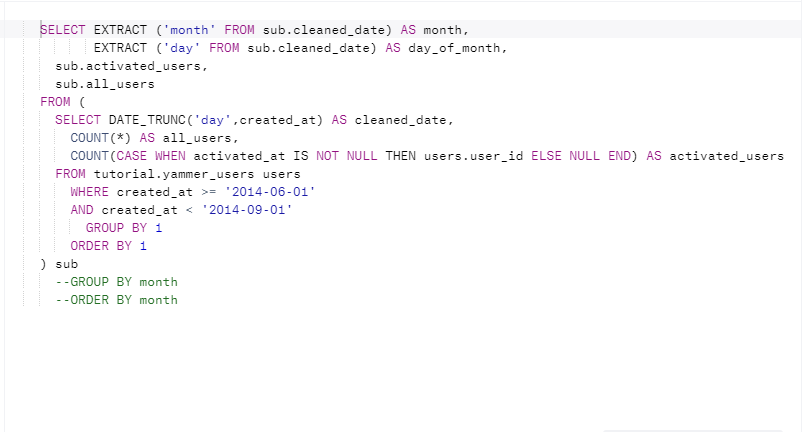 SELECT EXTRACT ('month' FROM sub.cleaned_date) AS month,
EXTRACT ('day' FROM sub.cleaned_date) AS day_of_month,
sub.activated_users,
sub.all_users
FROM (
SELECT DATE_TRUNC('day',created_at) AS cleaned_date,
COUNT(*) AS all_users,
COUNT(CASE WHEN activated_at IS NOT NULL THEN users.user_id ELSE NULL END) AS activated_users
FROM tutorial.yammer_users users
WHERE created_at >= '2014-06-01'
AND created_at < '2014-09-01'
GROUP BY 1
ORDER BY 1
) sub
--GROUP BY month
--ORDER BY month